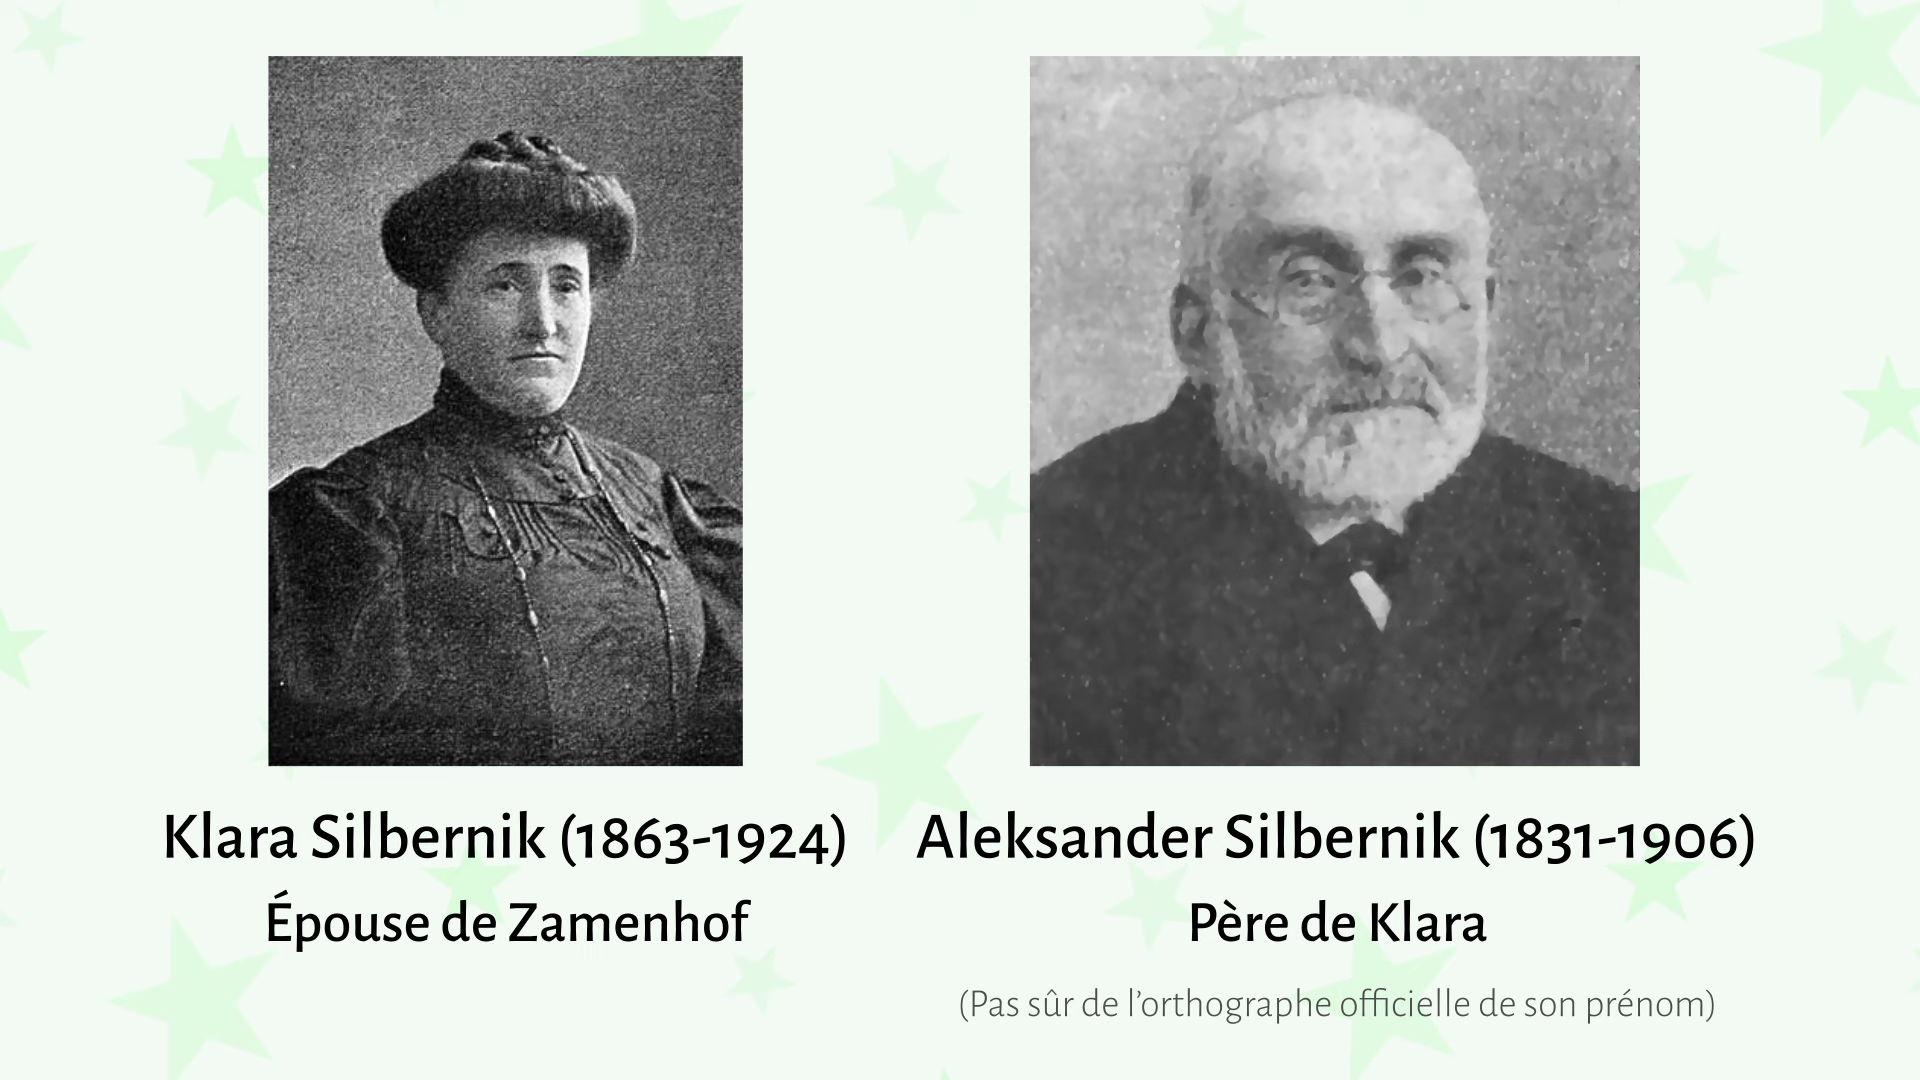 Klara Silbernik (1863-1924)
Épouse de Zamenhof
Aleksander Silbernik (1831-1906)
Père de Klara
(Pas sûr de l’orthographe officielle de son prénom)